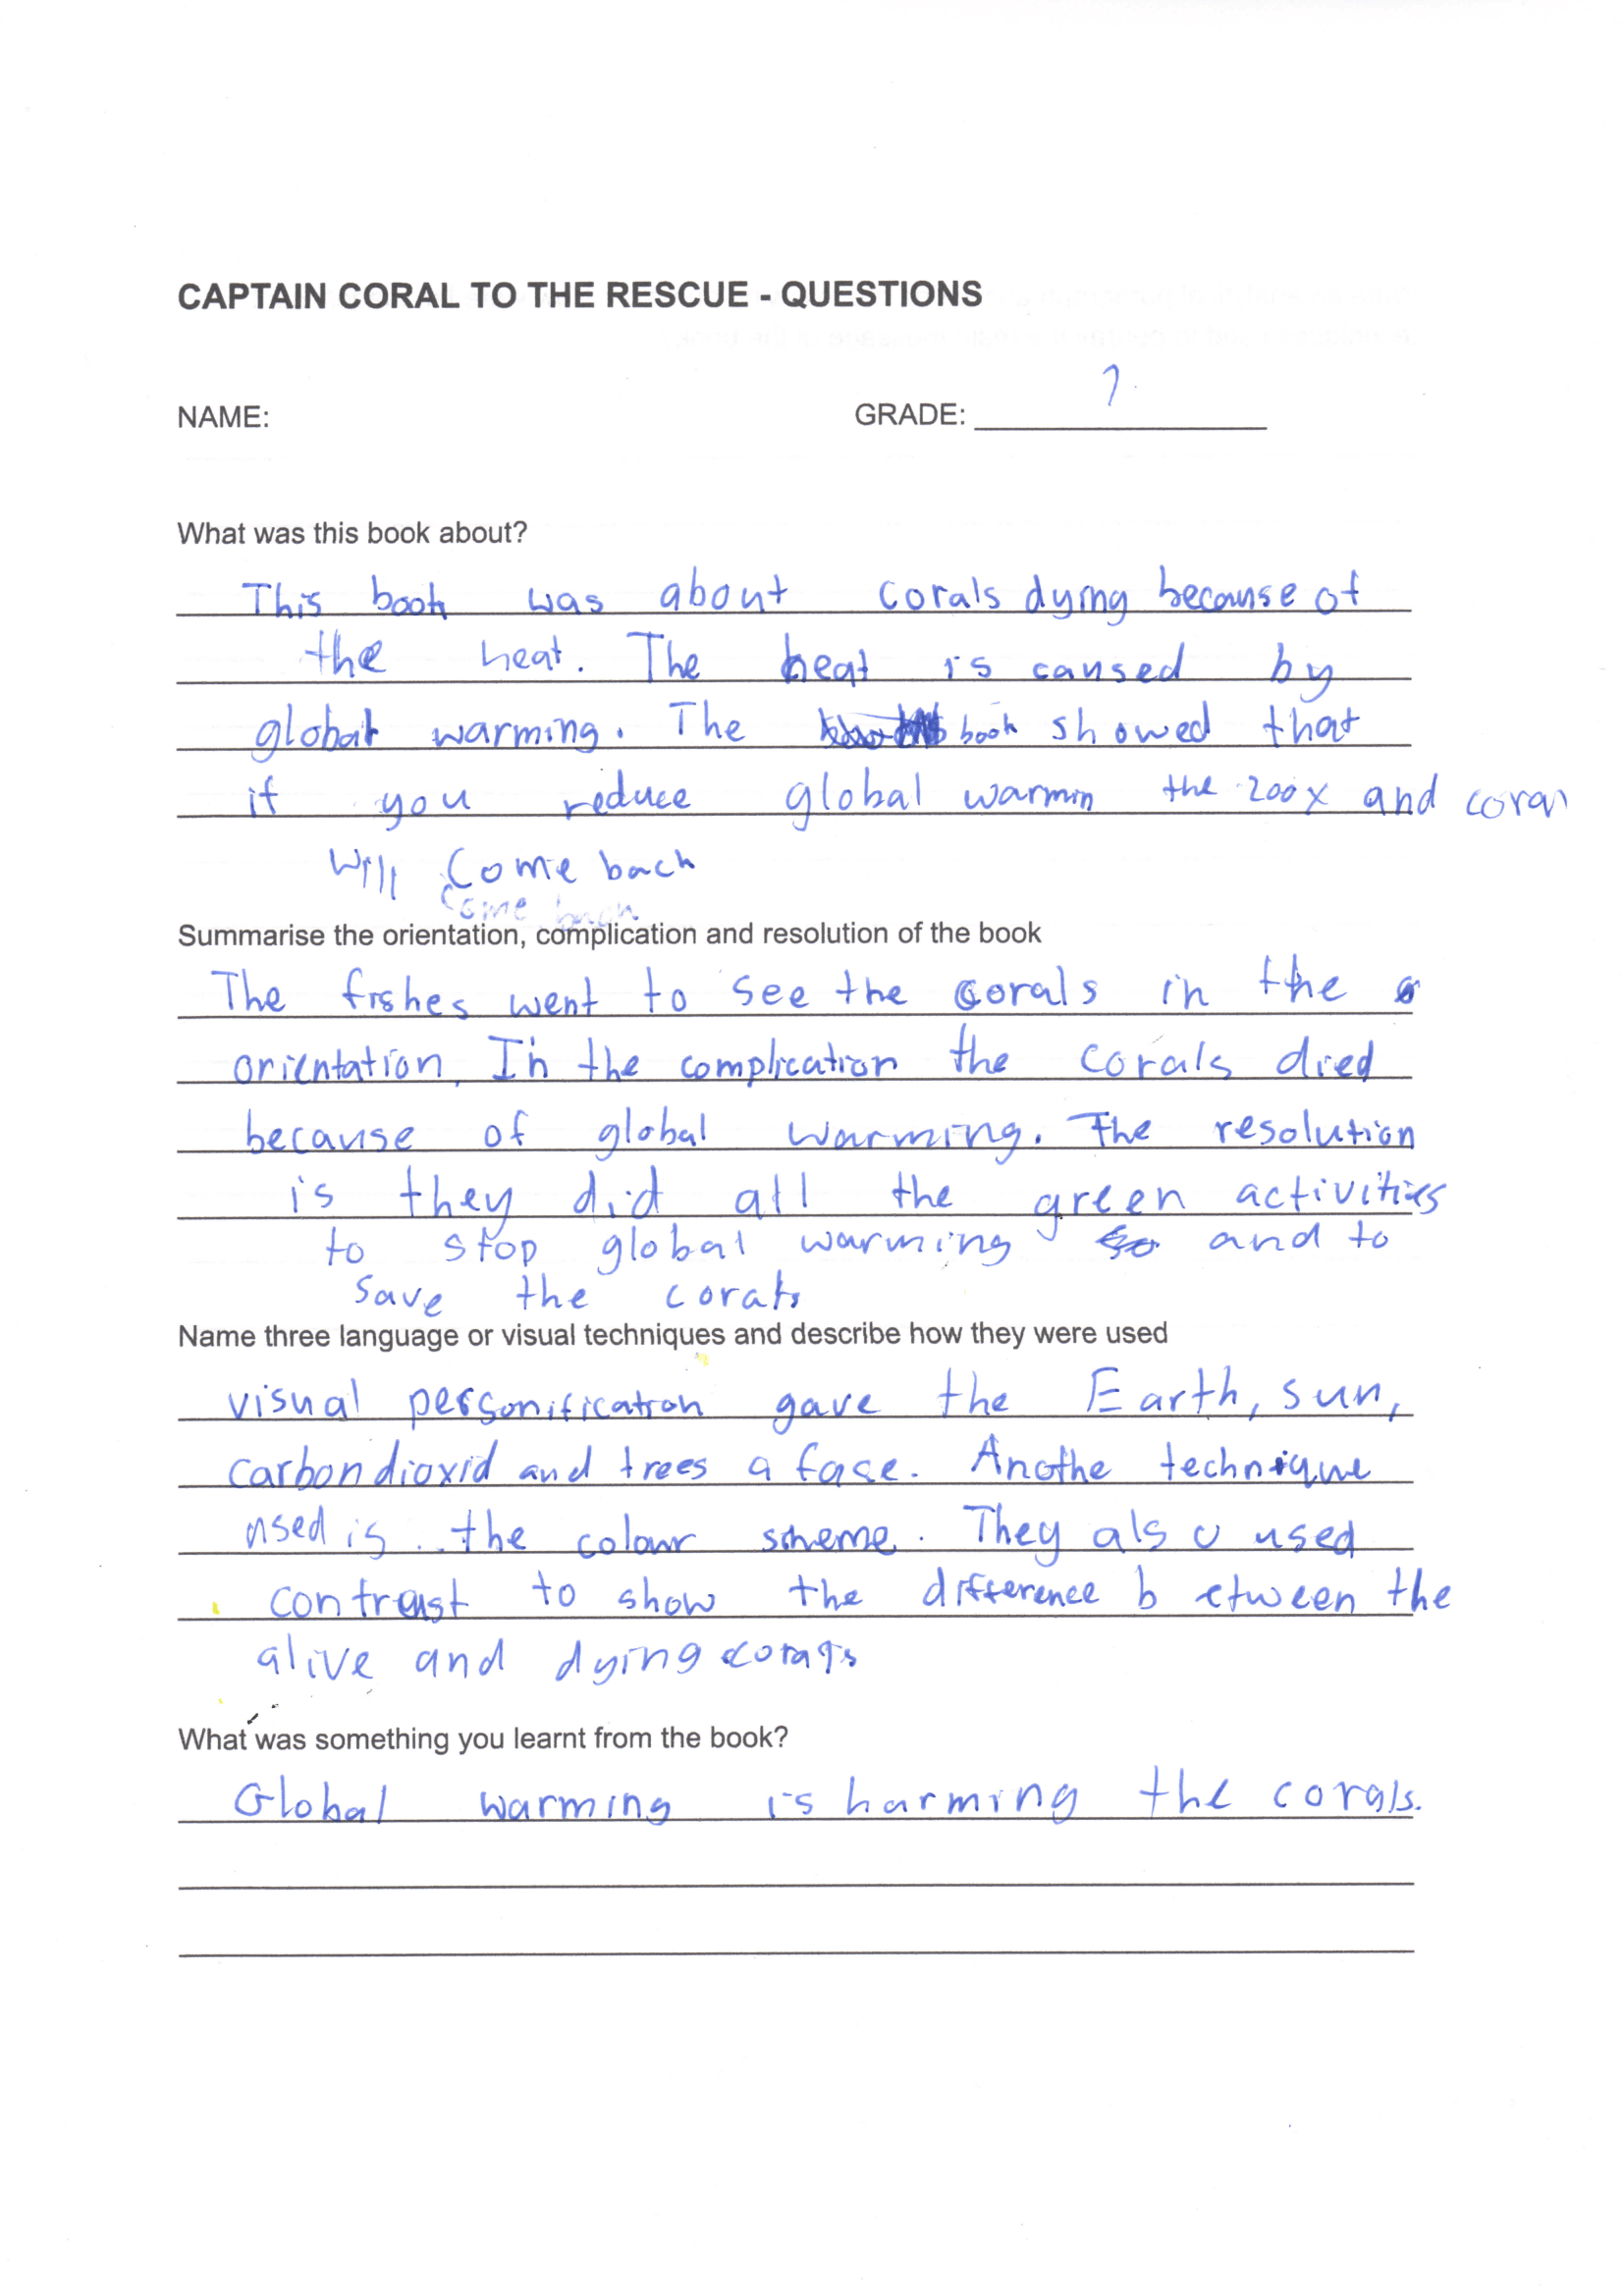 CAPTAIN CORAL TO THE RESCUE - QUESTIONS
NAME: GRADE: 7
What was this book about?
This book was about corals dying because of
the heat. The heat is caused by
global warming. The book showed that
if you reduce global warmin the zoox and coral
will come back
come back
Summarise the orientation, complication and resolution of the book
The fishes went to see the corals in the
orientation. In the complication the corals died
because of global warming. The resolution
is they did all the green activities
to stop global warming and to
save the corals
Name three language or visual techniques and describe how they were used
visual personification gave the Earth, sun,
carbondioxid and trees a fase. Anothe technique
used is the colour scheme. They also used
contrast to show the difference between the
alive and dying corals
What was something you learnt from the book?
Global warming is harming the corals.